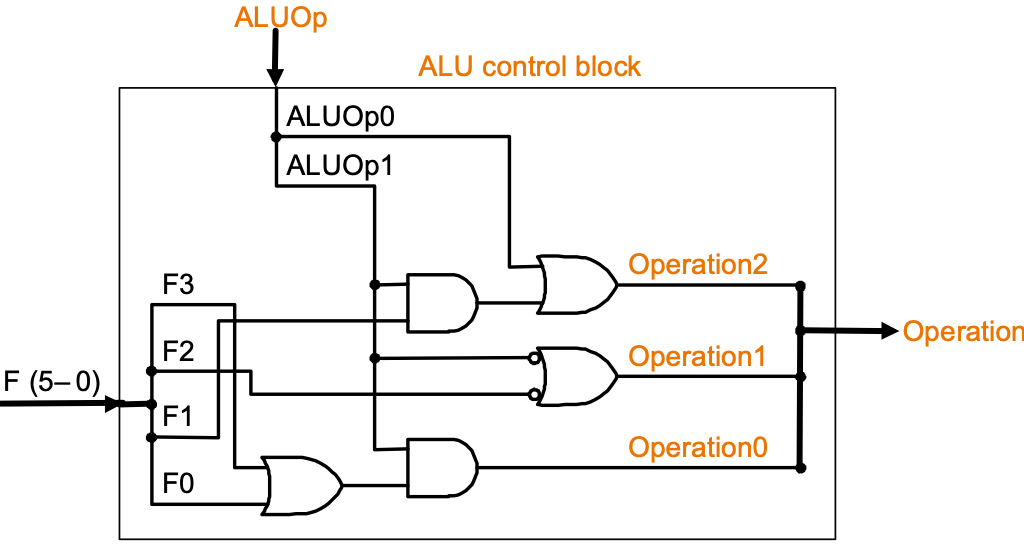 ALUOp
ALU control block
ALUOp0
ALUOp1
Operation2
F3
Operation
F2
Operation1
F (5– 0)
F1
Operation0
F0